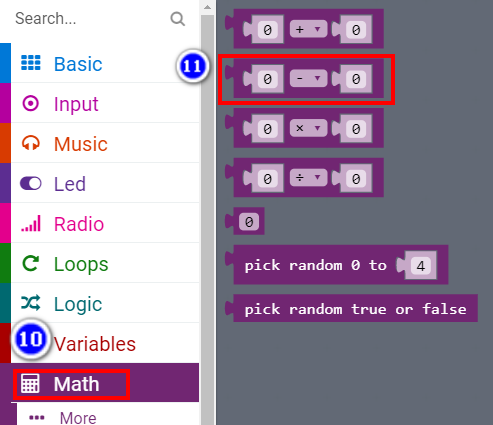 Search...
Basic
Input
Music
Led
Radio
Loops
Logic
Variables
Math
More
10
11
0 + 0
0 - 0
0 × 0
0 ÷ 0
0
pick random 0 to 4
pick random true or false